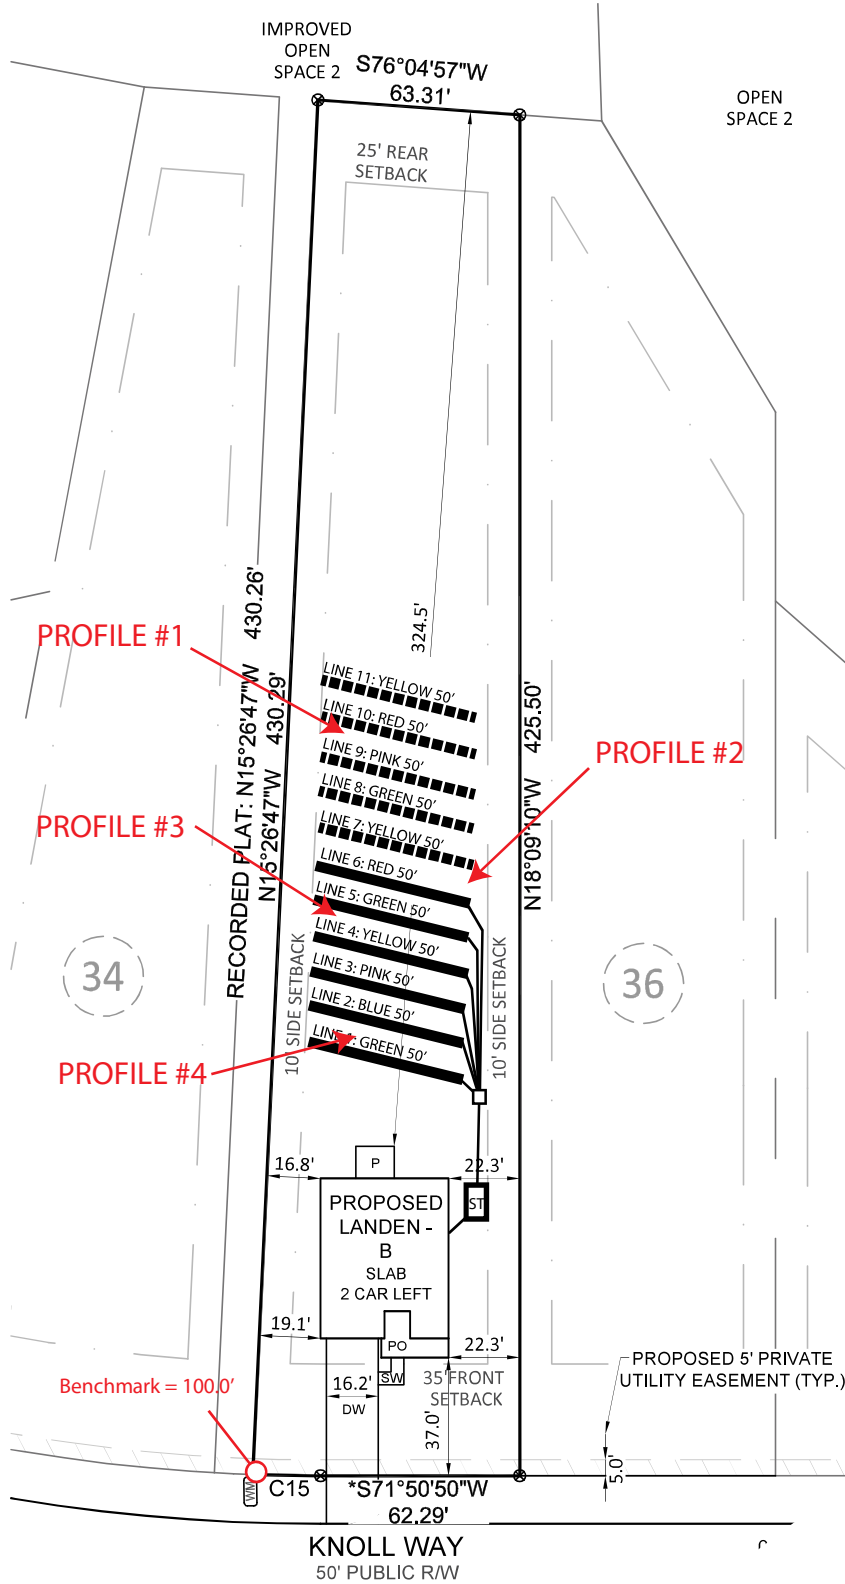 IMPROVED
OPEN
SPACE 2
S76°04'57"W
63.31'
OPEN
SPACE 2
25' REAR
SETBACK
324.5'
RECORDED PLAT: N15°26'47"W 430.26'
N15°26'47"W 430.29'
N18°09'10"W 425.50'
PROFILE #1
LINE 11: YELLOW 50'
LINE 10: RED 50'
LINE 9: PINK 50'
PROFILE #2
LINE 8: GREEN 50'
PROFILE #3
LINE 7: YELLOW 50'
LINE 6: RED 50'
LINE 5: GREEN 50'
LINE 4: YELLOW 50'
LINE 3: PINK 50'
34
36
LINE 2: BLUE 50'
10' SIDE SETBACK
10' SIDE SETBACK
LINE 1: GREEN 50'
PROFILE #4
16.8'
P
22.3'
PROPOSED
LANDEN -
B
SLAB
2 CAR LEFT
ST
19.1'
PO
22.3'
PROPOSED 5' PRIVATE
UTILITY EASEMENT (TYP.)
Benchmark = 100.0'
16.2'
DW
SW
35' FRONT
SETBACK
37.0'
5.0'
WM
C15
*S71°50'50"W
62.29'
KNOLL WAY
50' PUBLIC R/W